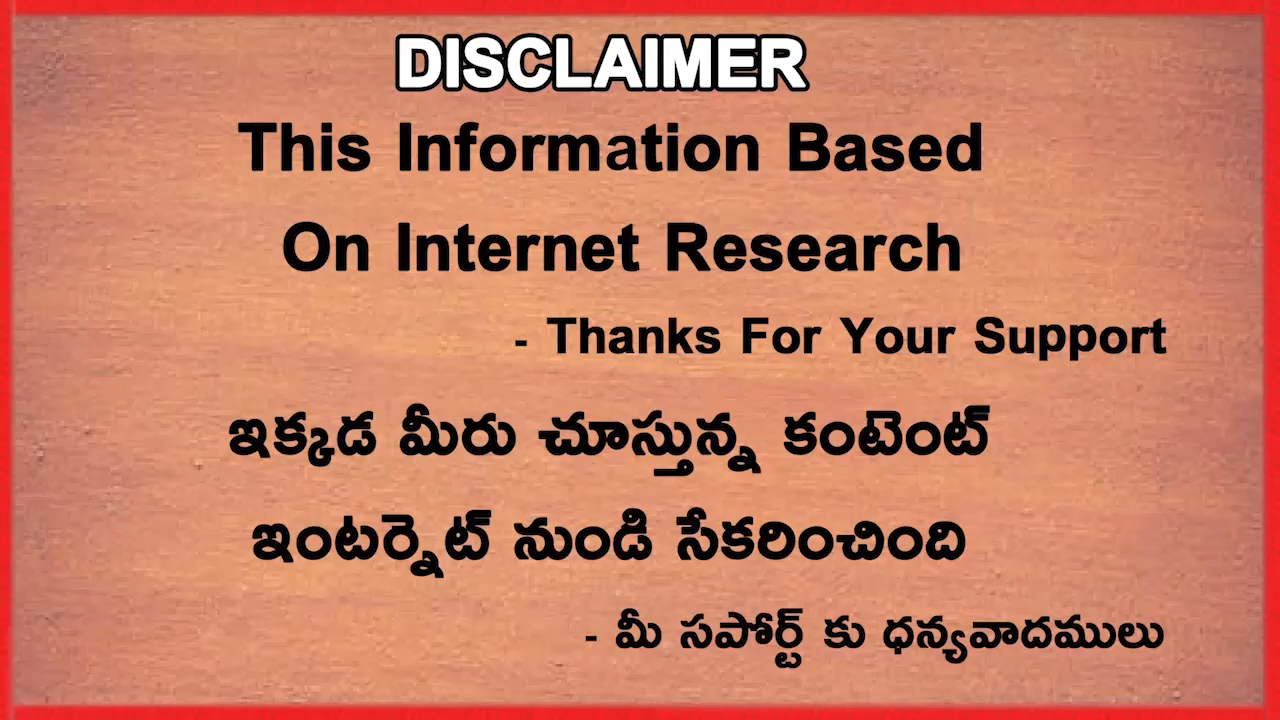 DISCLAIMER
This Information Based
On Internet Research
- Thanks For Your Support
ఇక్కడ మీరు చూస్తున్న కంటెంట్
ఇంటర్నెట్ నుండి సేకరించింది
- మీ సపోర్ట్ కు ధన్యవాదములు